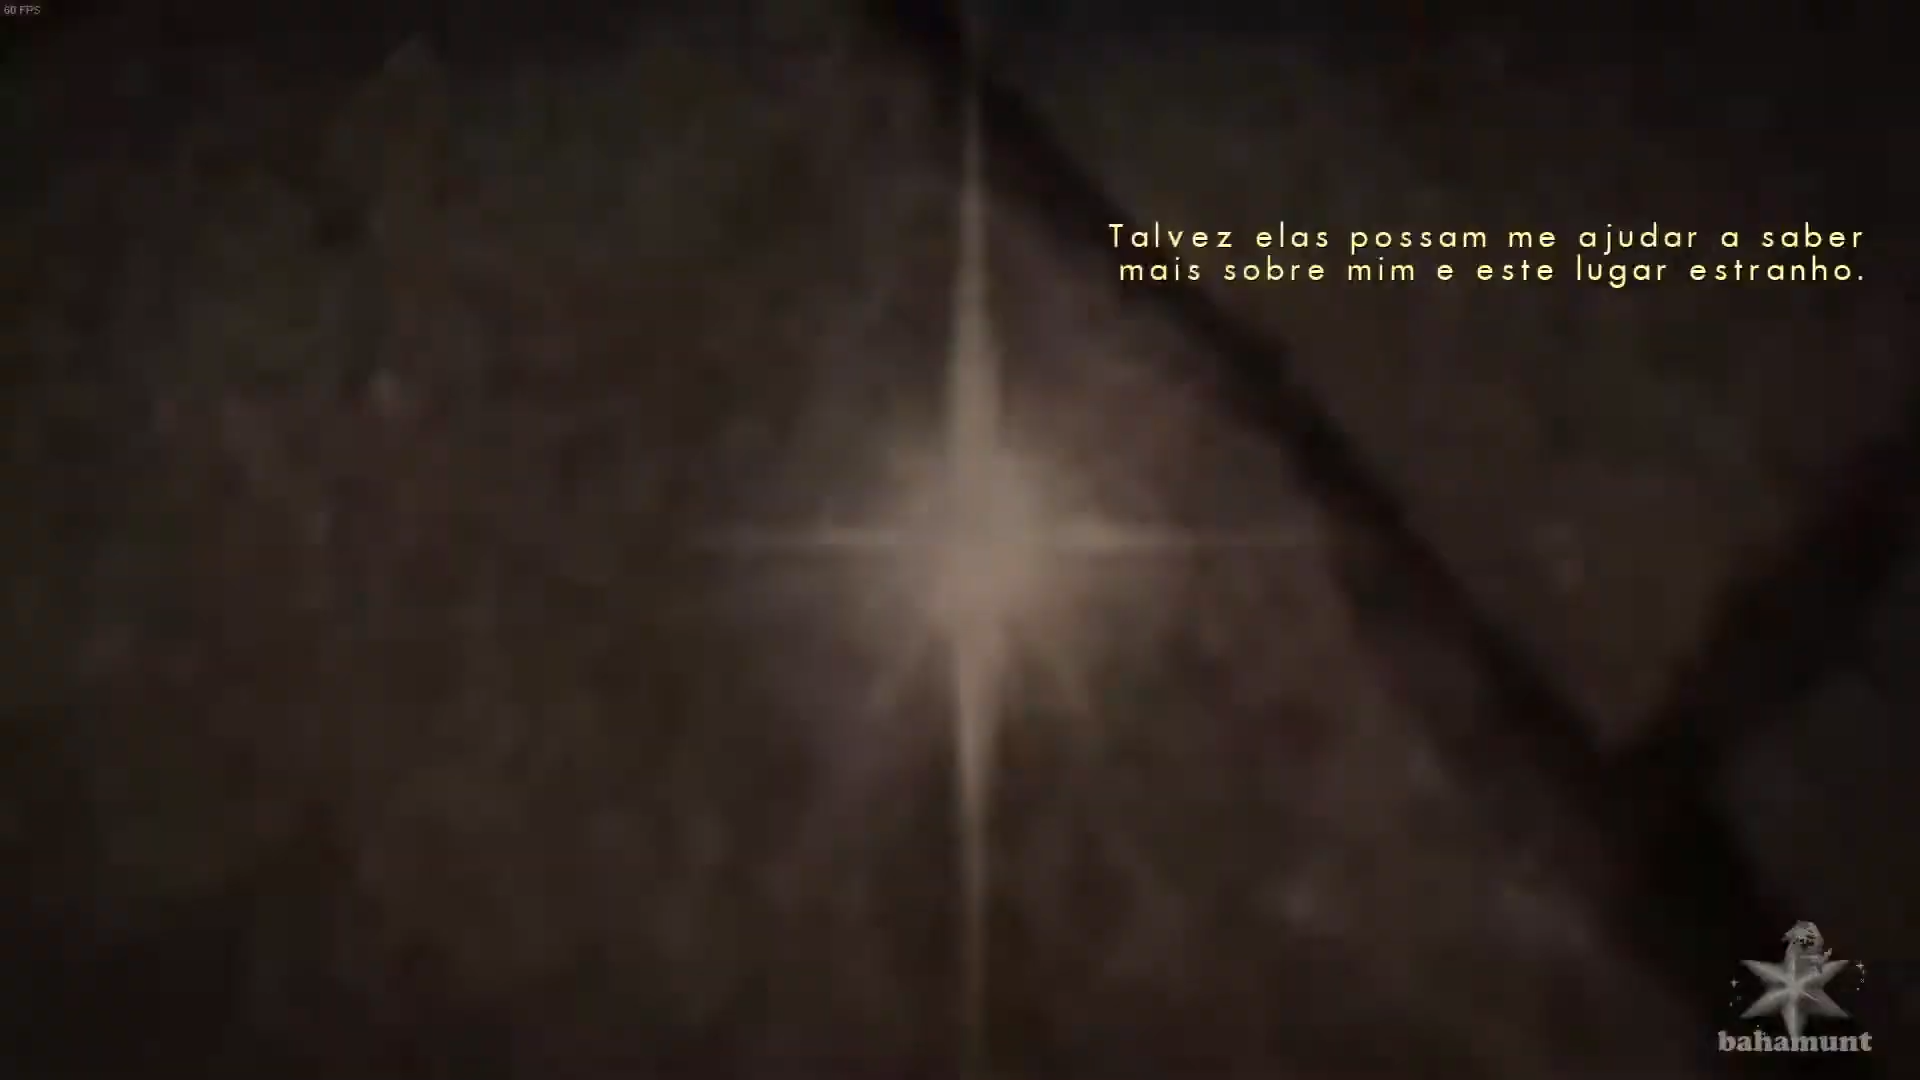 60 FPS
Talvez elas possam me ajudar a saber
mais sobre mim e este lugar estranho.
bahamunt